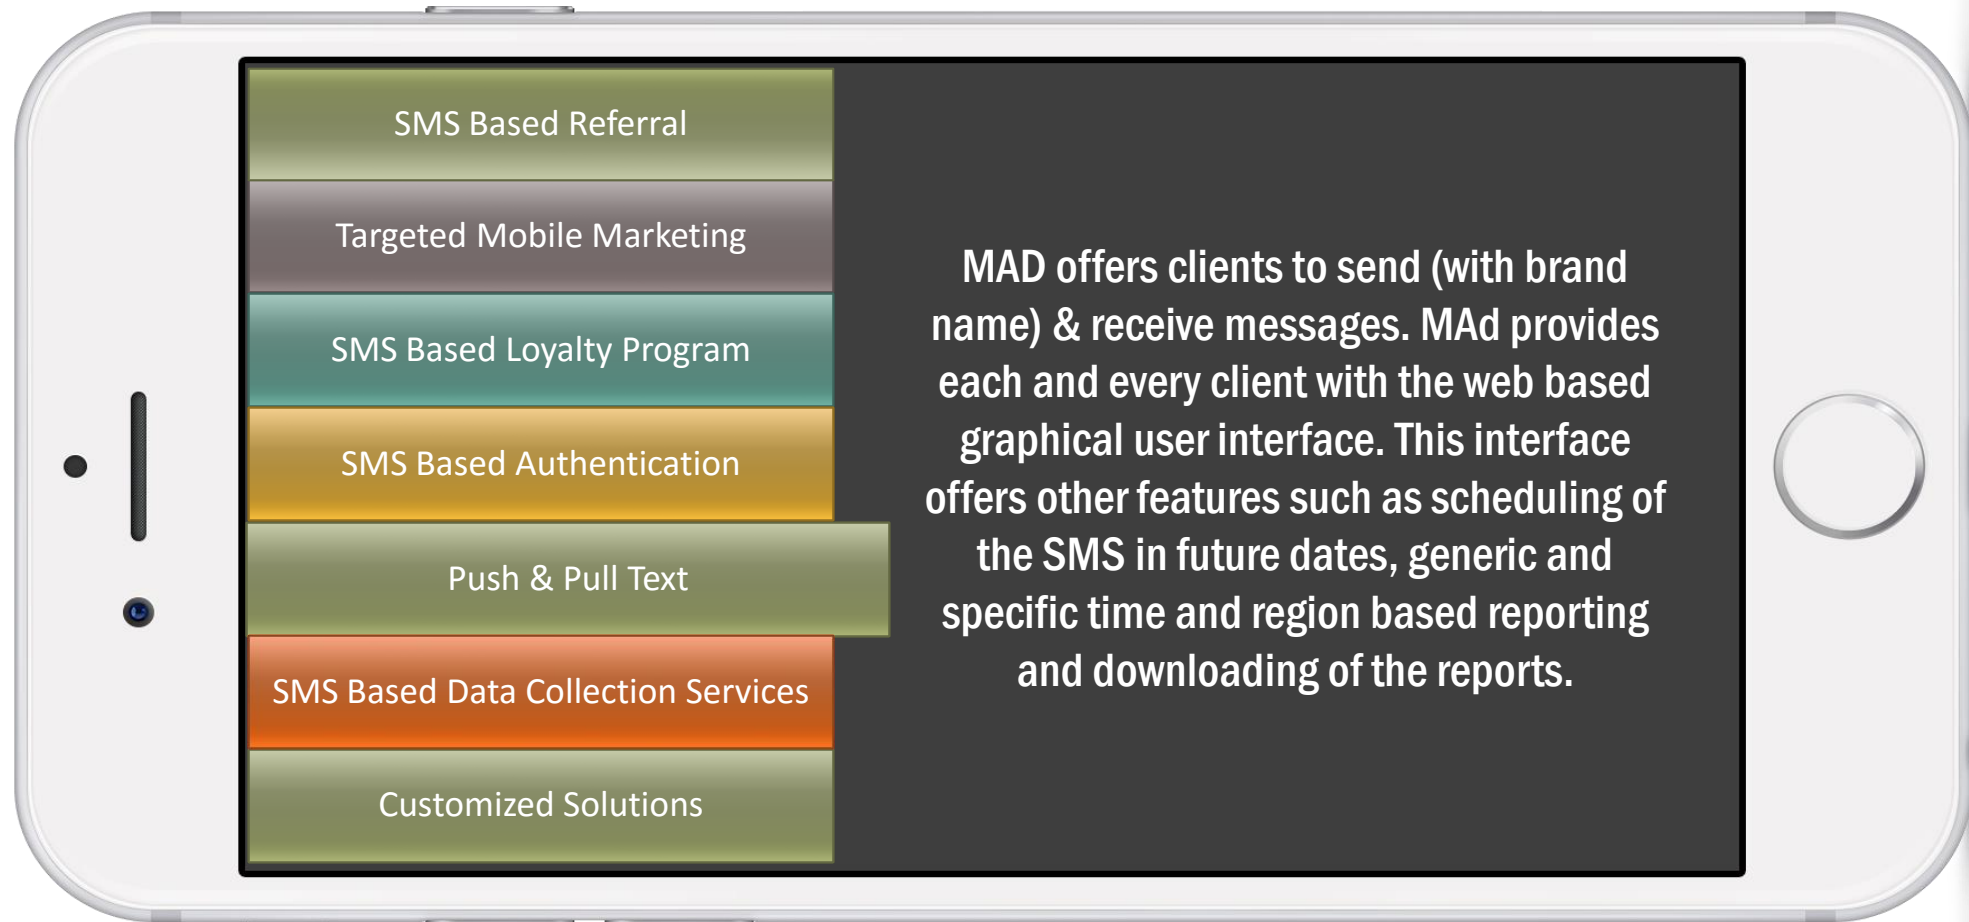 SMS Based Referral
Targeted Mobile Marketing
SMS Based Loyalty Program
SMS Based Authentication
Push & Pull Text
SMS Based Data Collection Services
Customized Solutions
MAD offers clients to send (with brand
name) & receive messages. MAd provides
each and every client with the web based
graphical user interface. This interface
offers other features such as scheduling of
the SMS in future dates, generic and
specific time and region based reporting
and downloading of the reports.